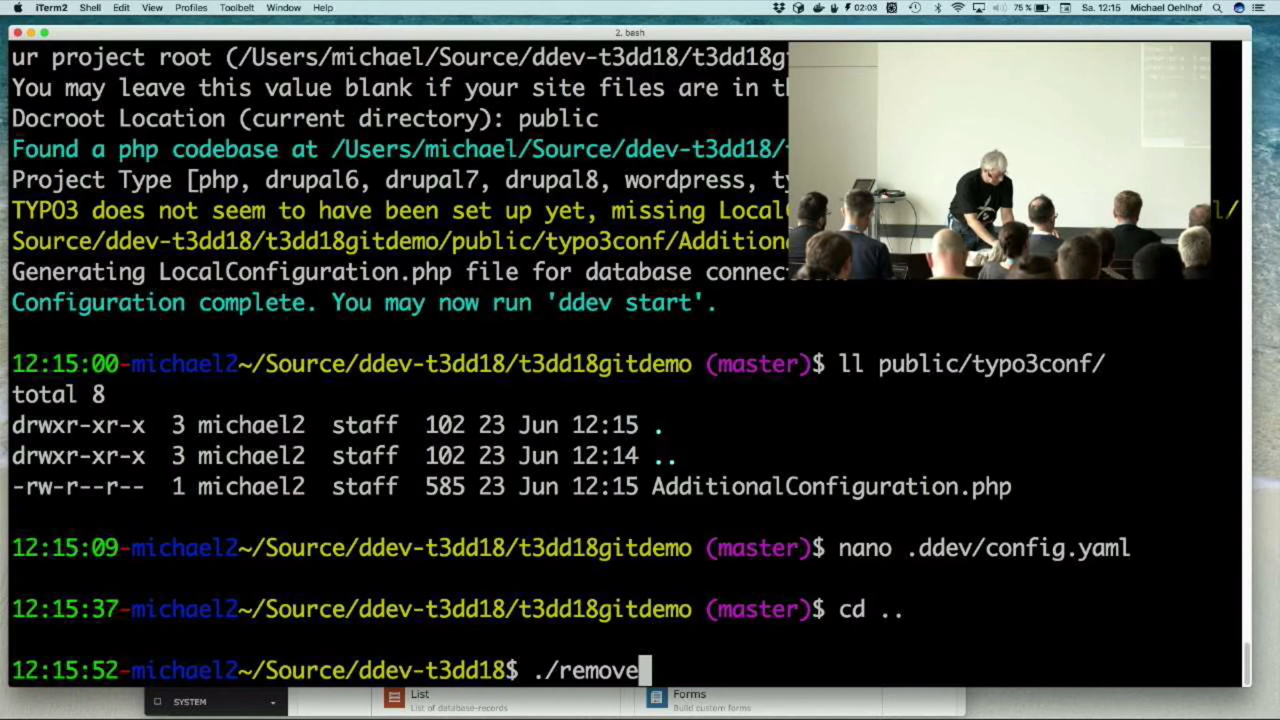 iTerm2 Shell Edit View Profiles Toolbelt Window Help 02:03 75 % Sa. 12:15 Michael Oehlhof
2. bash
ur project root (/Users/michael/Source/ddev-t3dd18/t3dd18g
You may leave this value blank if your site files are in t
Docroot Location (current directory): public
Found a php codebase at /Users/michael/Source/ddev-t3dd18/
Project Type [php, drupal6, drupal7, drupal8, wordpress, t
TYPO3 does not seem to have been set up yet, missing Local l/
Source/ddev-t3dd18/t3dd18gitdemo/public/typo3conf/Addition
Generating LocalConfiguration.php file for database connec
Configuration complete. You may now run 'ddev start'.
12:15:00-michael2~/Source/ddev-t3dd18/t3dd18gitdemo (master)$ ll public/typo3conf/
total 8
drwxr-xr-x 3 michael2 staff 102 23 Jun 12:15 .
drwxr-xr-x 3 michael2 staff 102 23 Jun 12:14 ..
-rw-r--r-- 1 michael2 staff 585 23 Jun 12:15 AdditionalConfiguration.php
12:15:09-michael2~/Source/ddev-t3dd18/t3dd18gitdemo (master)$ nano .ddev/config.yaml
12:15:37-michael2~/Source/ddev-t3dd18/t3dd18gitdemo (master)$ cd ..
12:15:52-michael2~/Source/ddev-t3dd18$ ./remove
SYSTEM
List
List of database-records
Forms
Build custom forms